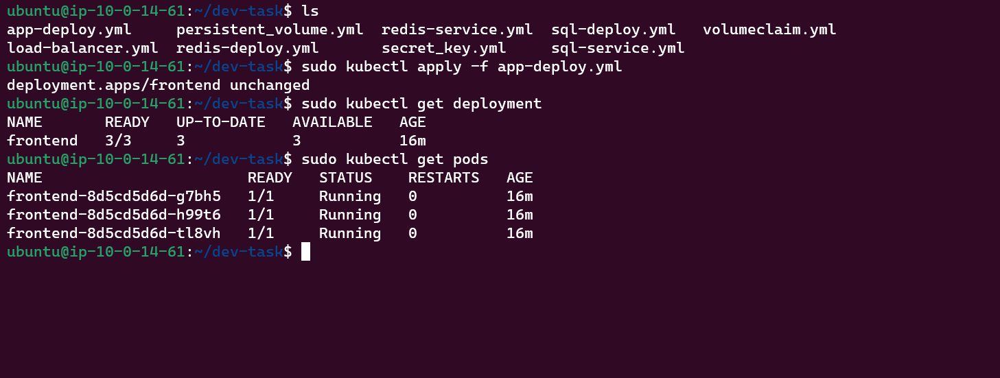 ubuntu@ip-10-0-14-61:~/dev-task$ ls
app-deploy.yml     persistent_volume.yml  redis-service.yml  sql-deploy.yml   volumeclaim.yml
load-balancer.yml  redis-deploy.yml       secret_key.yml     sql-service.yml
ubuntu@ip-10-0-14-61:~/dev-task$ sudo kubectl apply -f app-deploy.yml
deployment.apps/frontend unchanged
ubuntu@ip-10-0-14-61:~/dev-task$ sudo kubectl get deployment
NAME       READY   UP-TO-DATE   AVAILABLE   AGE
frontend   3/3     3            3           16m
ubuntu@ip-10-0-14-61:~/dev-task$ sudo kubectl get pods
NAME                       READY   STATUS    RESTARTS   AGE
frontend-8d5cd5d6d-g7bh5   1/1     Running   0          16m
frontend-8d5cd5d6d-h99t6   1/1     Running   0          16m
frontend-8d5cd5d6d-tl8vh   1/1     Running   0          16m
ubuntu@ip-10-0-14-61:~/dev-task$